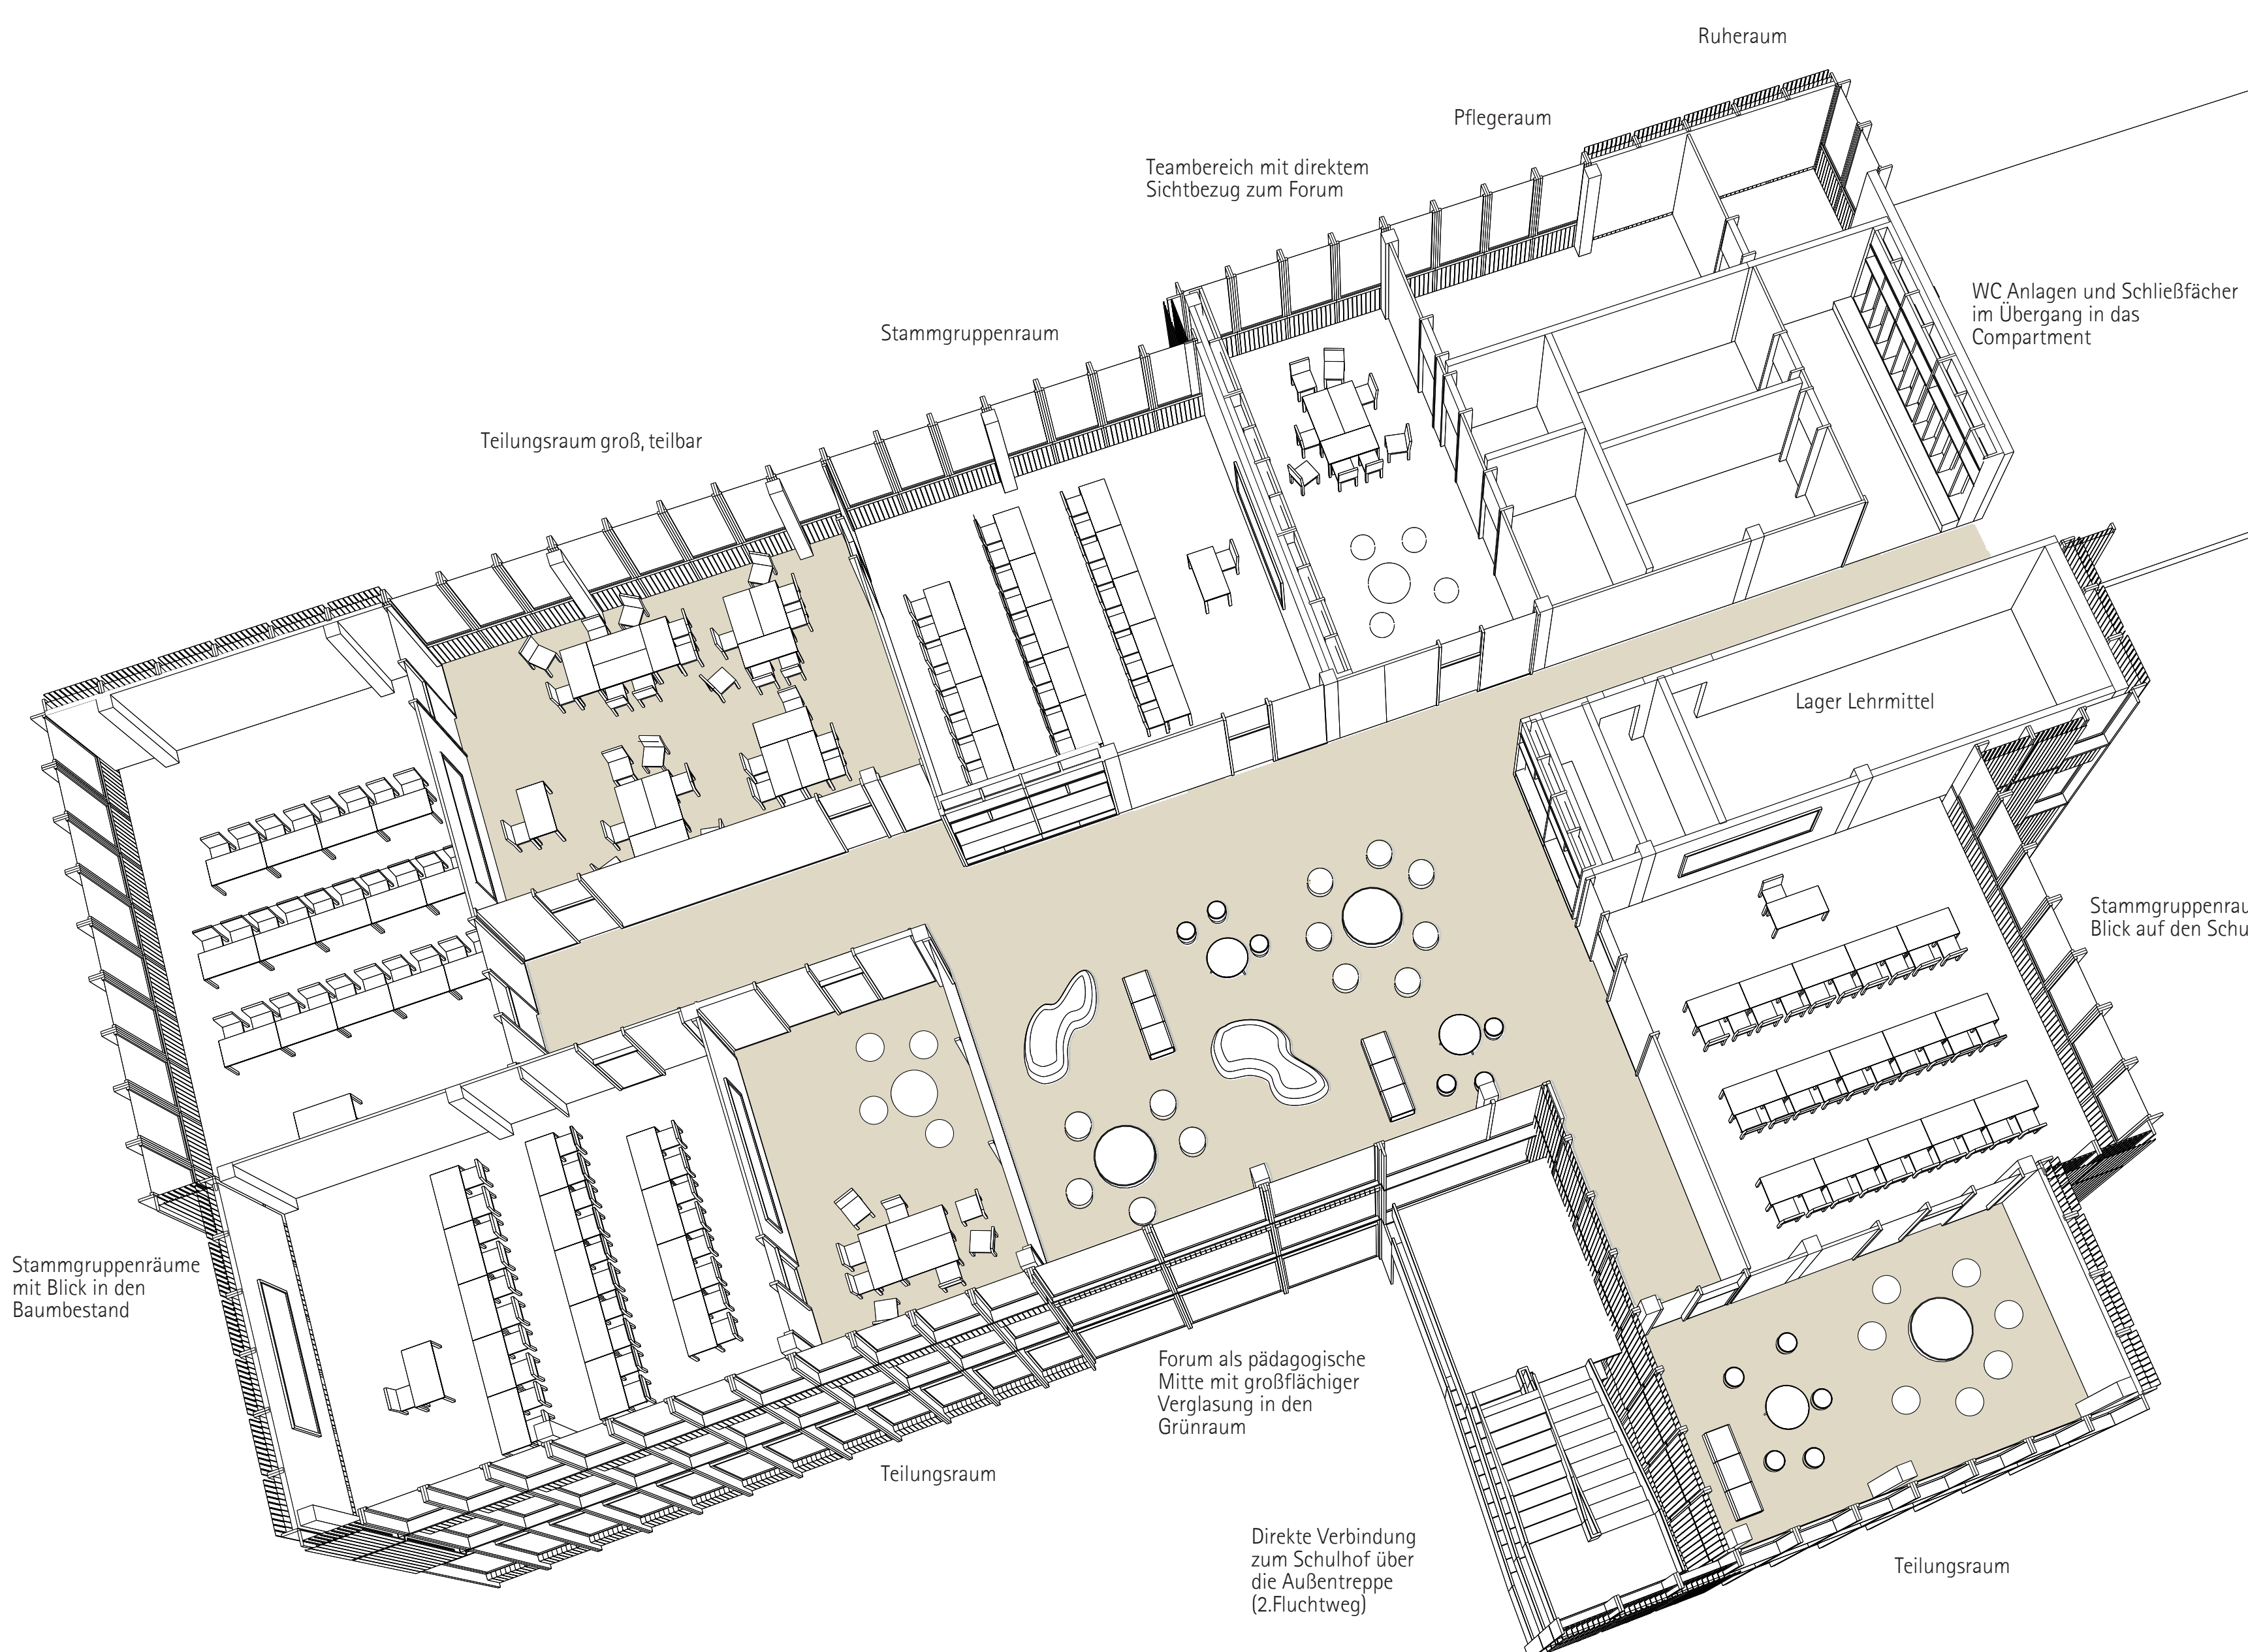 Ruheraum
Pflegeraum
Teambereich mit direktem
Sichtbezug zum Forum
WC Anlagen und Schließfächer
im Übergang in das
Compartment
Stammgruppenraum
Teilungsraum groß, teilbar
Lager Lehrmittel
Stammgruppenrau
Blick auf den Schu
Stammgruppenräume
mit Blick in den
Baumbestand
Forum als pädagogische
Mitte mit großflächiger
Verglasung in den
Grünraum
Teilungsraum
Direkte Verbindung
zum Schulhof über
die Außentreppe
(2.Fluchtweg)
Teilungsraum